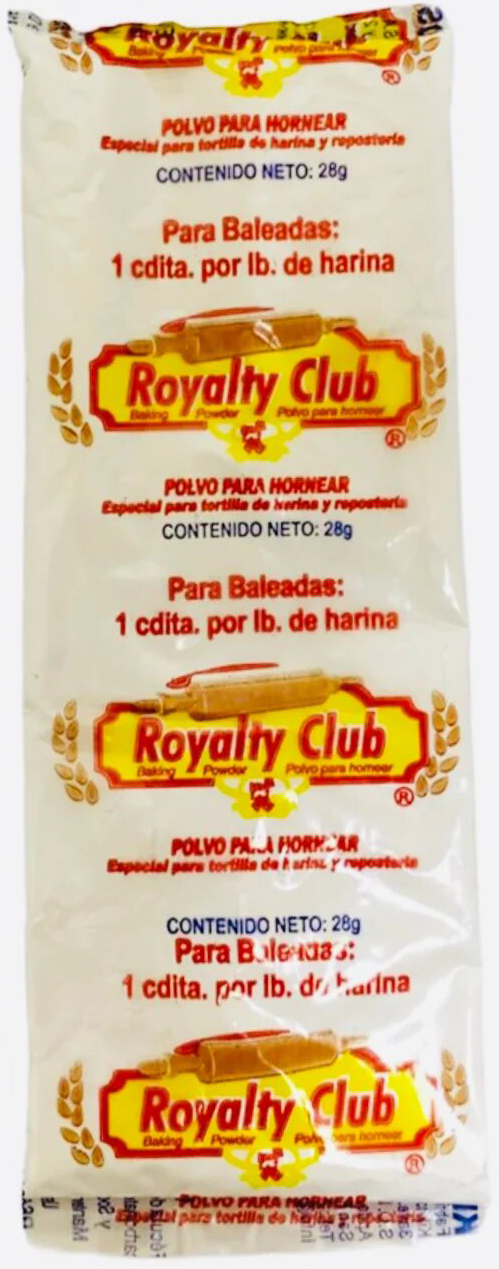 Royalty
Baking Polvo para hornear
®
POLVO PARA HORNEAR
Especial para tortilla de harina y repostería
CONTENIDO NETO: 28g
Para Baleadas:
1 cdita. por lb. de harina
Royalty Club
Baking Powder Polvo para hornear
®
POLVO PARA HORNEAR
Especial para tortilla de harina y repostería
CONTENIDO NETO: 28g
Para Baleadas:
1 cdita. por lb. de harina
Royalty Club
Baking Powder Polvo para hornear
®
POLVO PARA HORNEAR
Especial para tortilla de harina y repostería
CONTENIDO NETO: 28g
Para Baleadas:
1 cdita. por lb. de harina
Royalty Club
Baking Powder Polvo para hornear
®
POLVO PARA HORNEAR
Especial para tortilla de harina y repostería